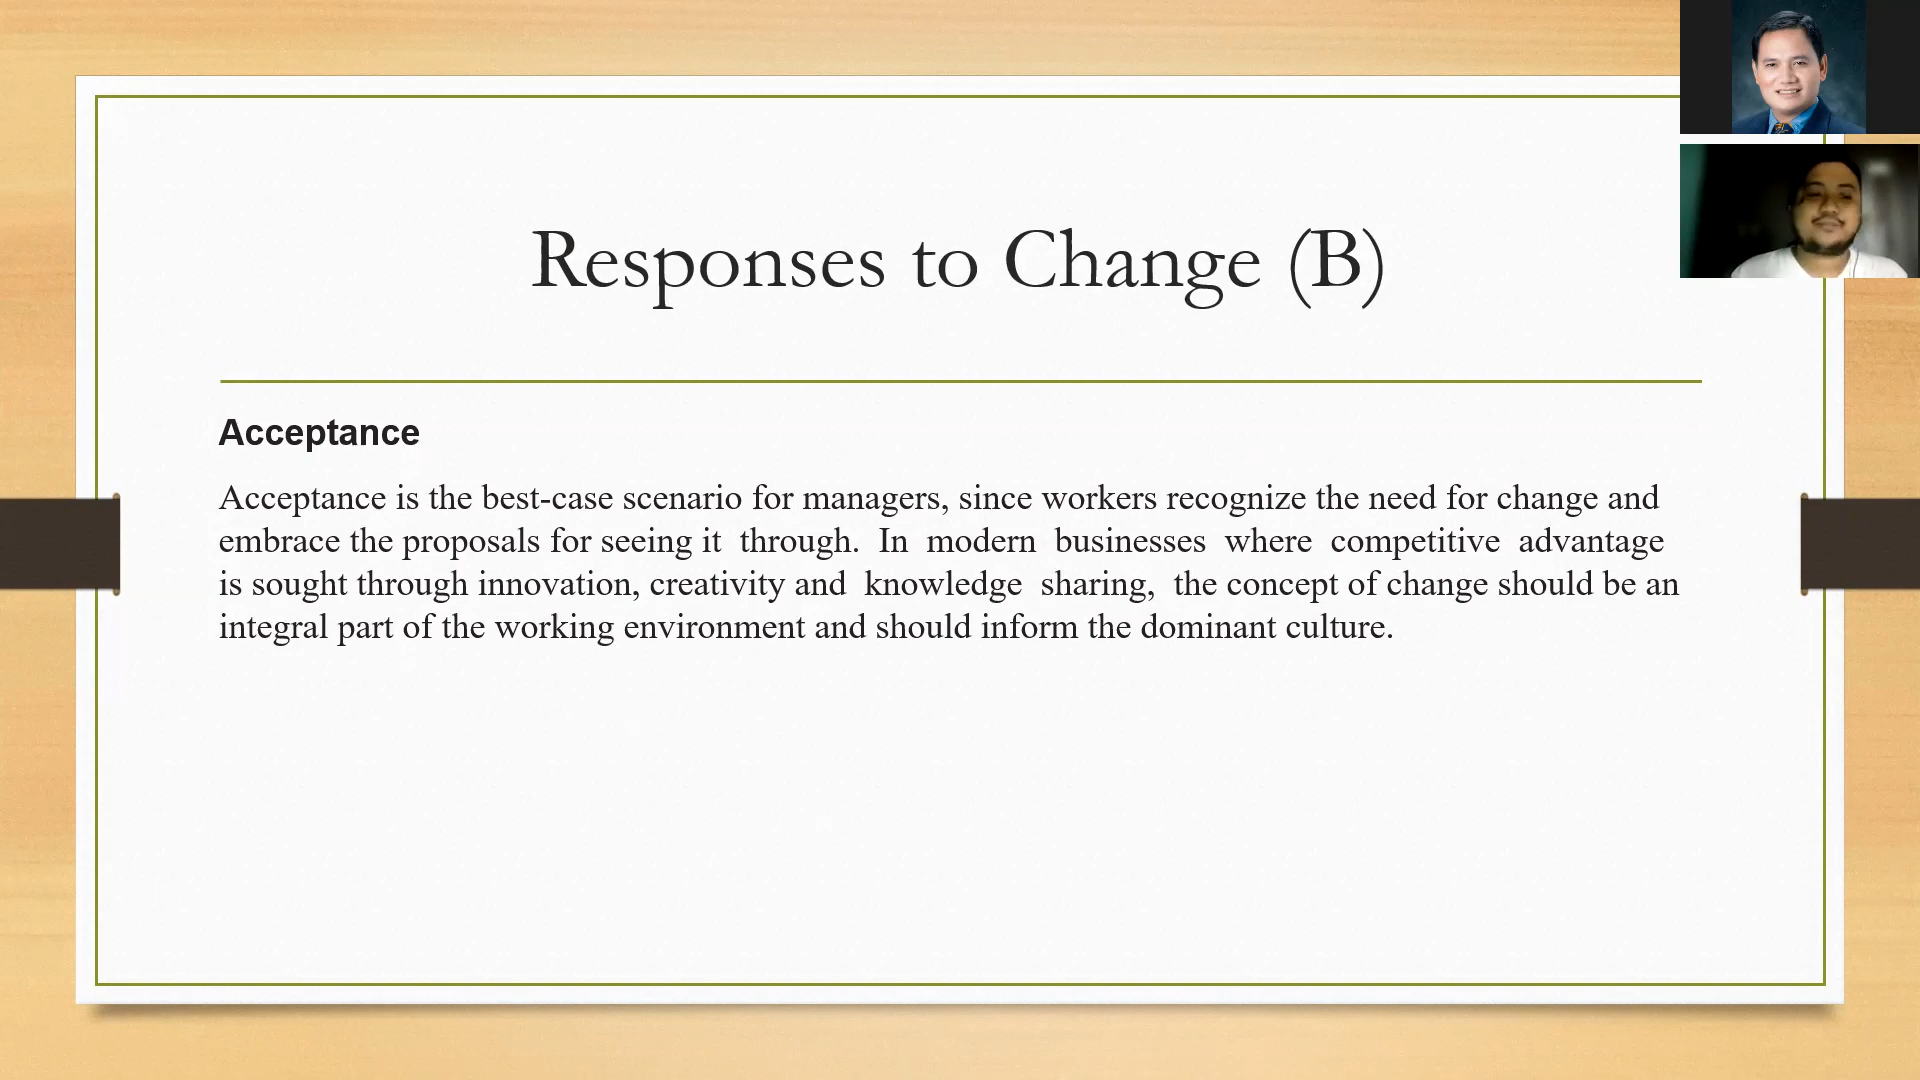 Responses to Change (B)
Acceptance
Acceptance is the best-case scenario for managers, since workers recognize the need for change and
embrace the proposals for seeing it through. In modern businesses where competitive advantage
is sought through innovation, creativity and knowledge sharing, the concept of change should be an
integral part of the working environment and should inform the dominant culture.